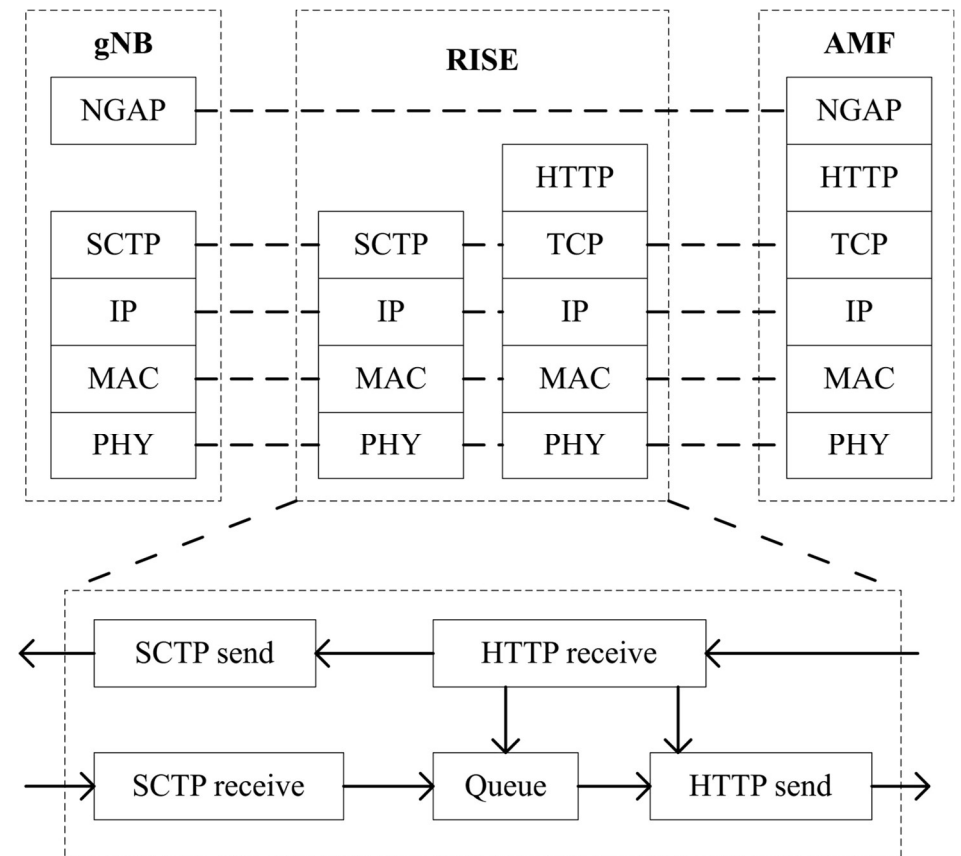 gNB
RISE
AMF
NGAP
NGAP
HTTP
HTTP
SCTP
SCTP
TCP
TCP
IP
IP
IP
IP
MAC
MAC
MAC
MAC
PHY
PHY
PHY
PHY
SCTP send
HTTP receive
SCTP receive
Queue
HTTP send